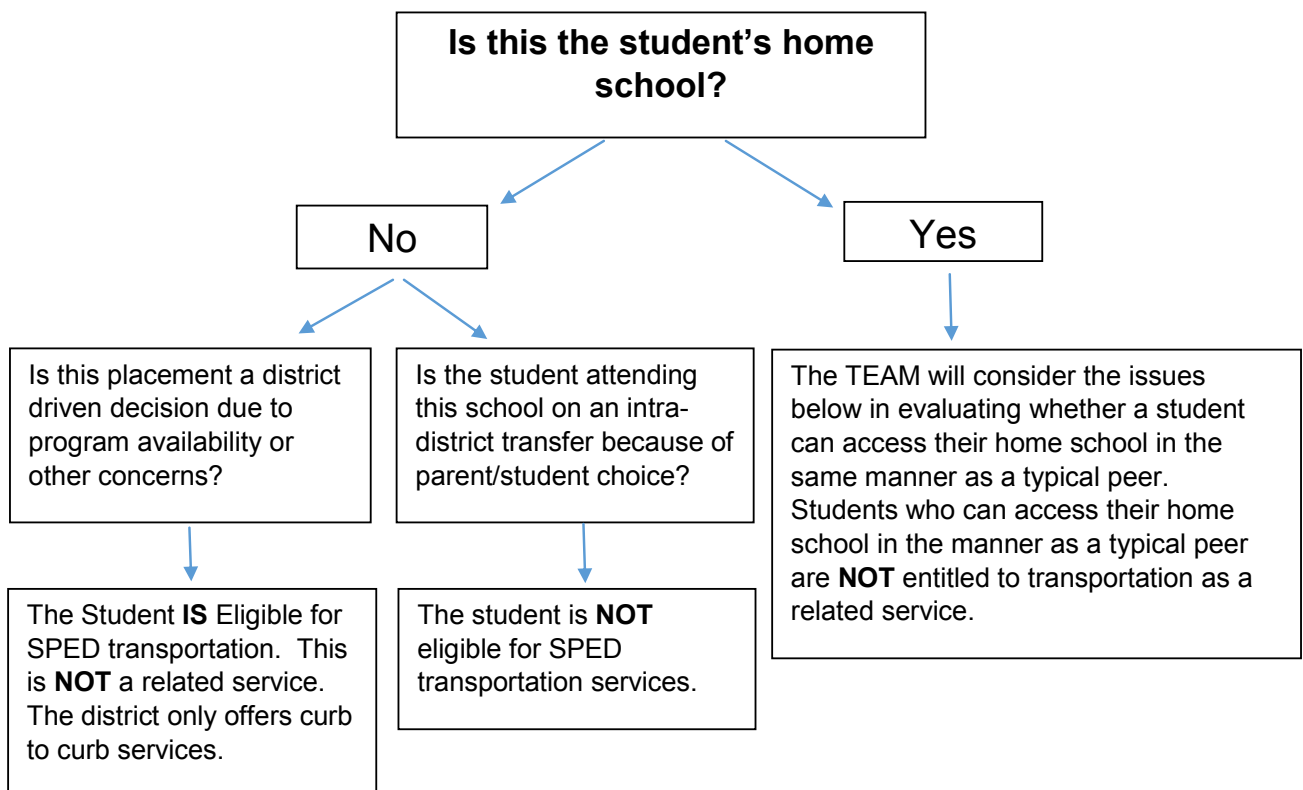 Is this the student’s home
school?
No
Yes
Is this placement a district
driven decision due to
program availability or
other concerns?
Is the student attending
this school on an intra-
district transfer because of
parent/student choice?
The TEAM will consider the issues
below in evaluating whether a student
can access their home school in the
same manner as a typical peer.
Students who can access their home
school in the manner as a typical peer
are NOT entitled to transportation as a
related service.
The Student IS Eligible for
SPED transportation.  This
is NOT a related service.
The district only offers curb
to curb services.
The student is NOT
eligible for SPED
transportation services.